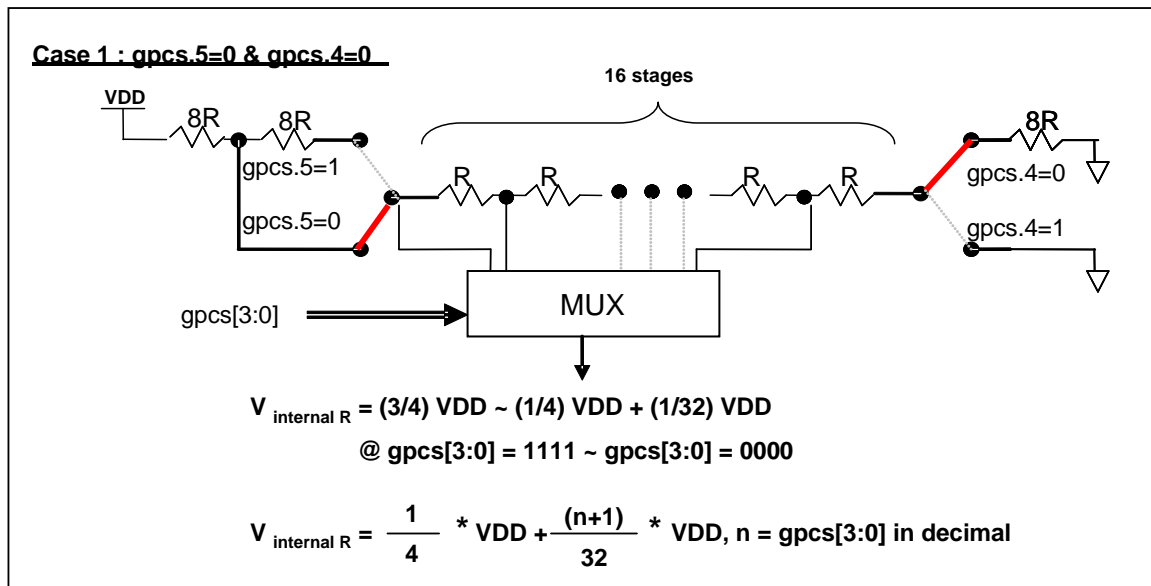 Case 1 : gpcs.5=0 & gpcs.4=0
16 stages
VDD
8R
8R
8R
gpcs.5=1
gpcs.4=0
R
R
R
R
gpcs.5=0
gpcs.4=1
MUX
gpcs[3:0]
V internal R = (3/4) VDD ~ (1/4) VDD + (1/32) VDD
@ gpcs[3:0] = 1111 ~ gpcs[3:0] = 0000
V internal R = 1/4 * VDD + (n+1)/32 * VDD, n = gpcs[3:0] in decimal